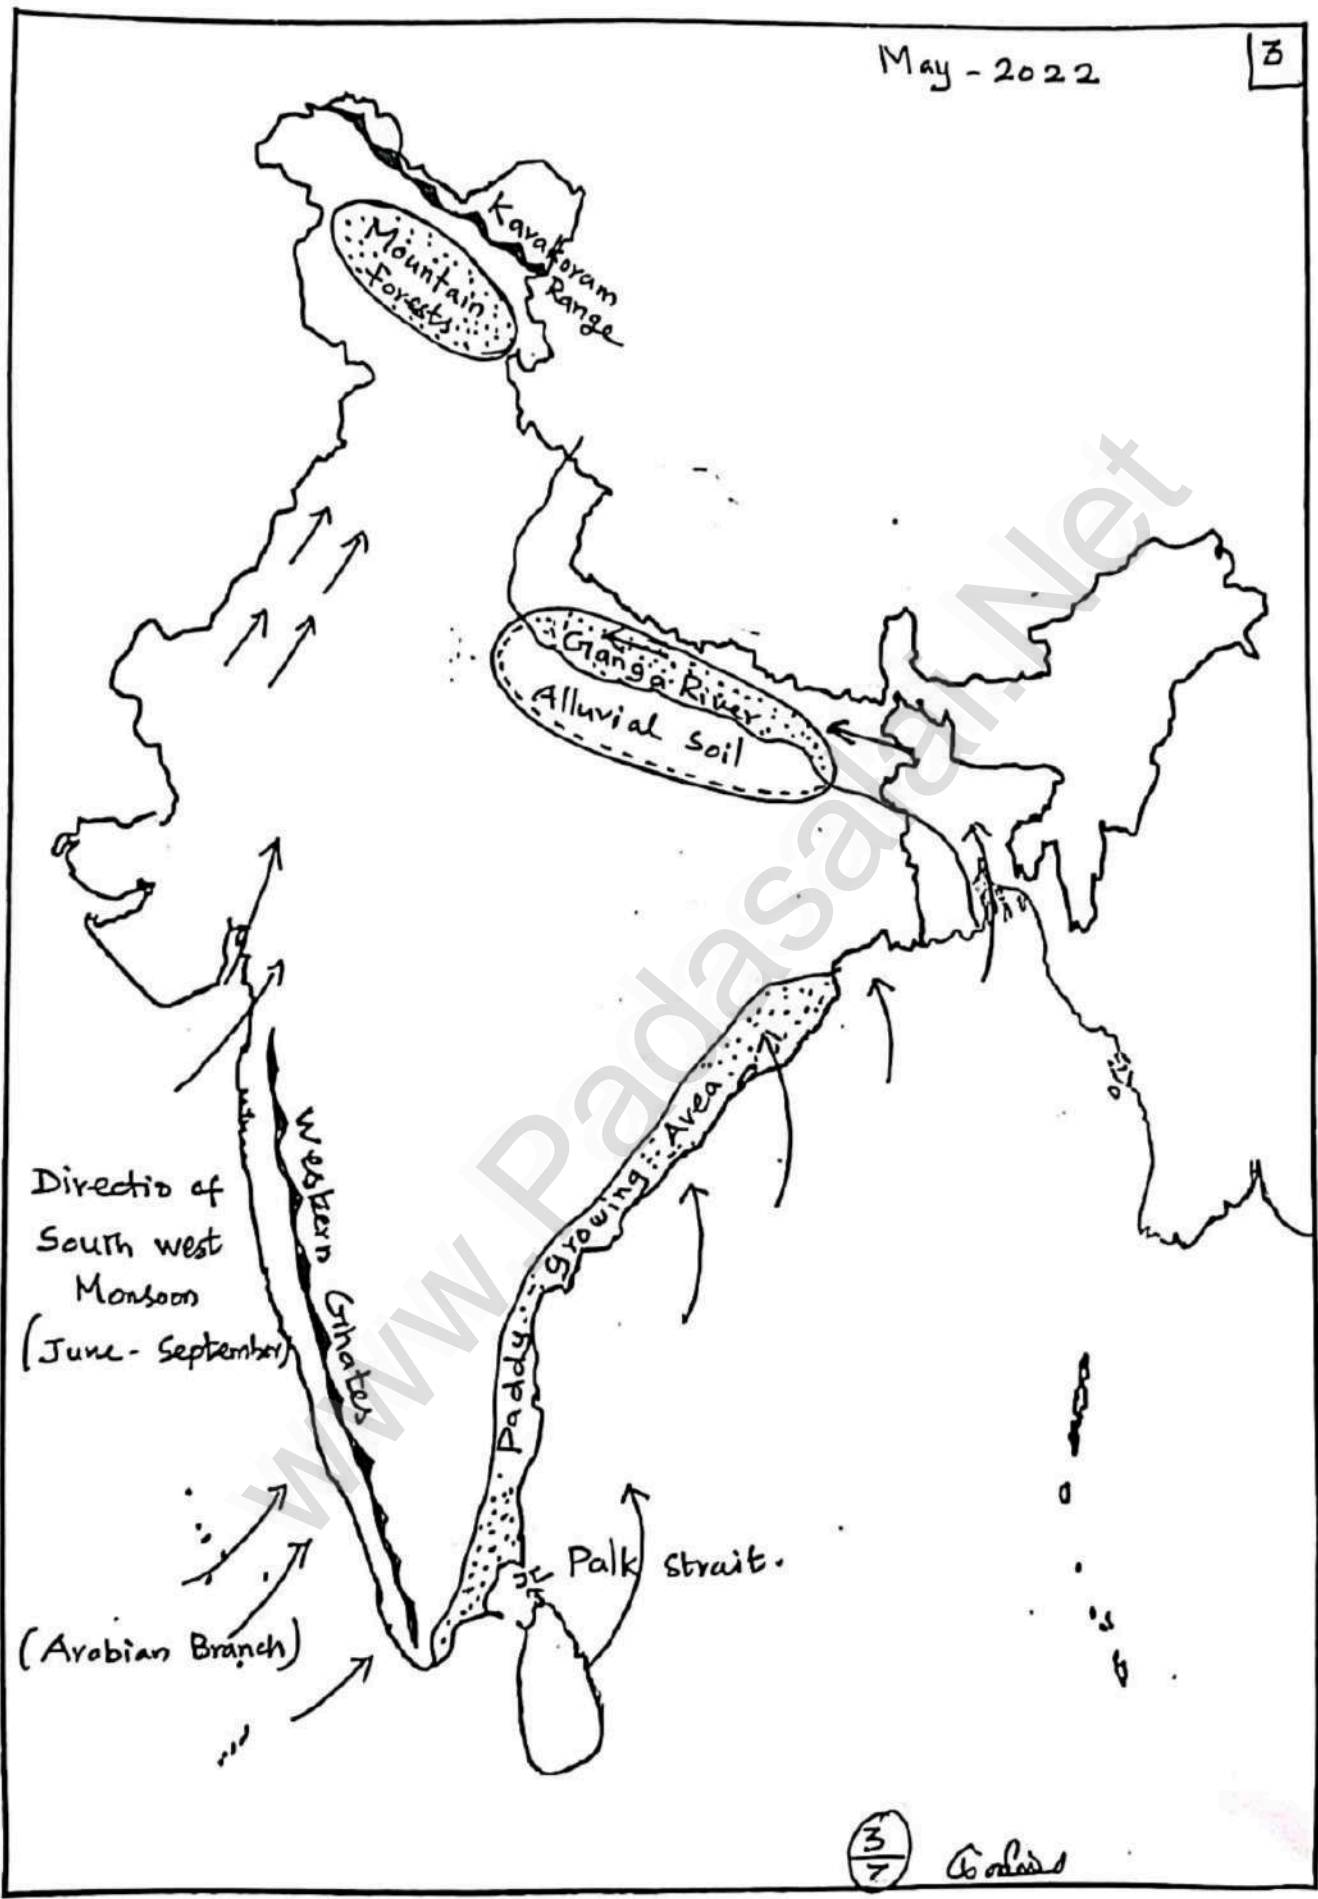 May - 2022
3
Karakoram
Range
Mountain
Forests
Ganga River
Alluvial Soil
Western Ghates
Directio of
South west
Monsoon
(June - September)
Paddy growing Area
Palk Strait.
(Arabian Branch)
www.Padasalai.Net
3
7